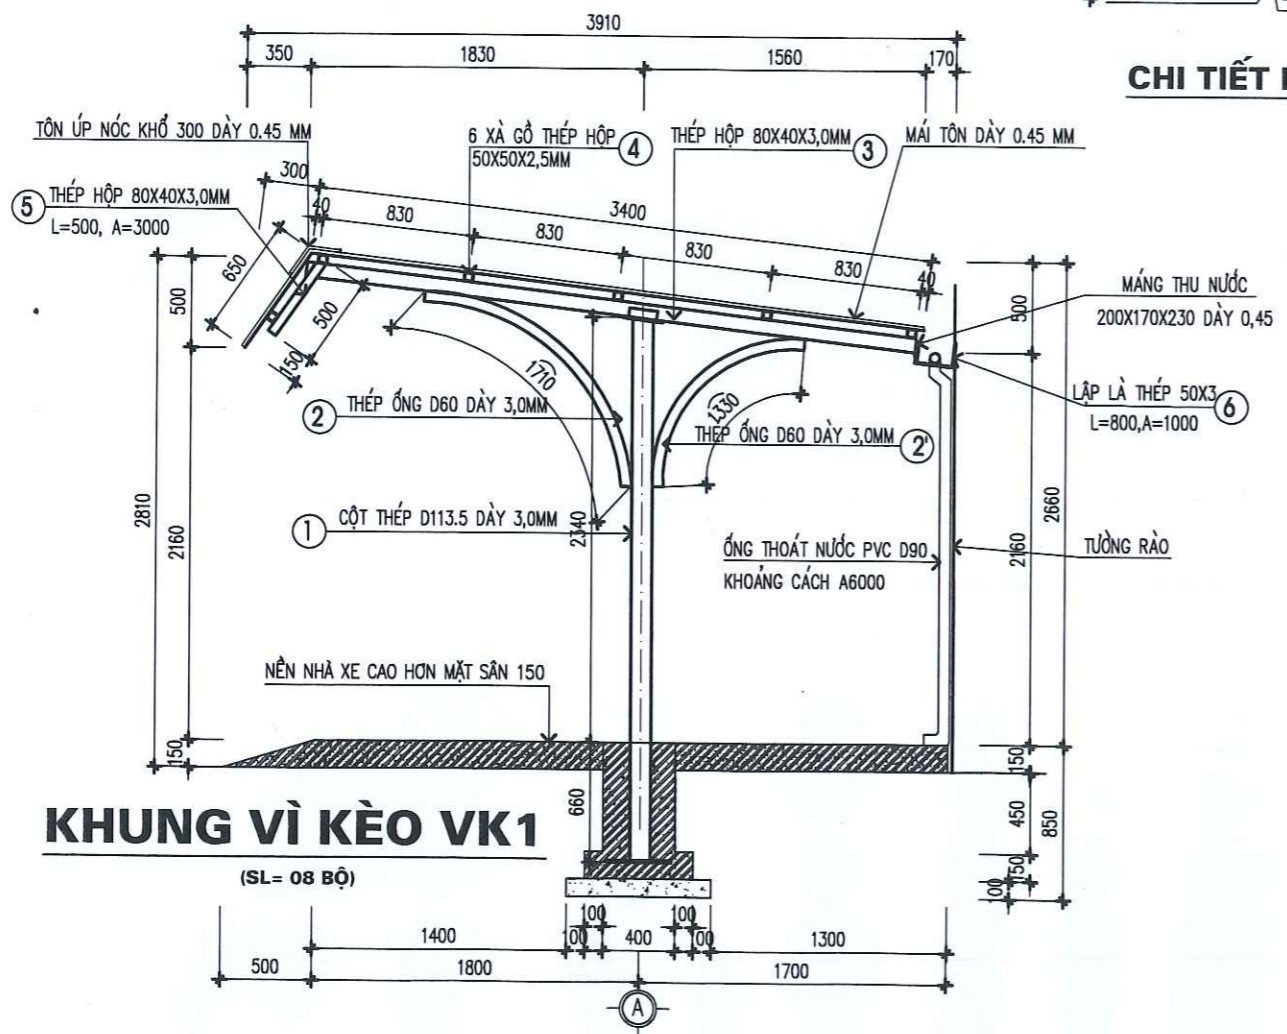 3910
350
1830
1560
170
CHI TIẾT
TÔN ÚP NÓC KHỔ 300 DÀY 0.45 MM
6 XÀ GỒ THÉP HỘP
50X50X2,5MM
4
THÉP HỘP 80X40X3,0MM
3
MÁI TÔN DÀY 0.45 MM
5
THÉP HỘP 80X40X3,0MM
L=500, A=3000
300
40
3400
830
830
830
830
40
650
500
500
150
500
MÁNG THU NƯỚC
200X170X230 DÀY 0,45
1710
1330
2
THÉP ỐNG D60 DÀY 3,0MM
THÉP ỐNG D60 DÀY 3,0MM
2'
LẬP LÀ THÉP 50X3
L=800,A=1000
6
1
CỘT THÉP D113.5 DÀY 3,0MM
2810
2160
2340
2160
2660
ỐNG THOÁT NƯỚC PVC D90
KHOẢNG CÁCH A6000
TƯỜNG RÀO
NỀN NHÀ XE CAO HƠN MẶT SÂN 150
150
660
150
450
850
150
100
KHUNG VÌ KÈO VK1
(SL= 08 BỘ)
100
100
1400
100
400
100
1300
500
1800
1700
A